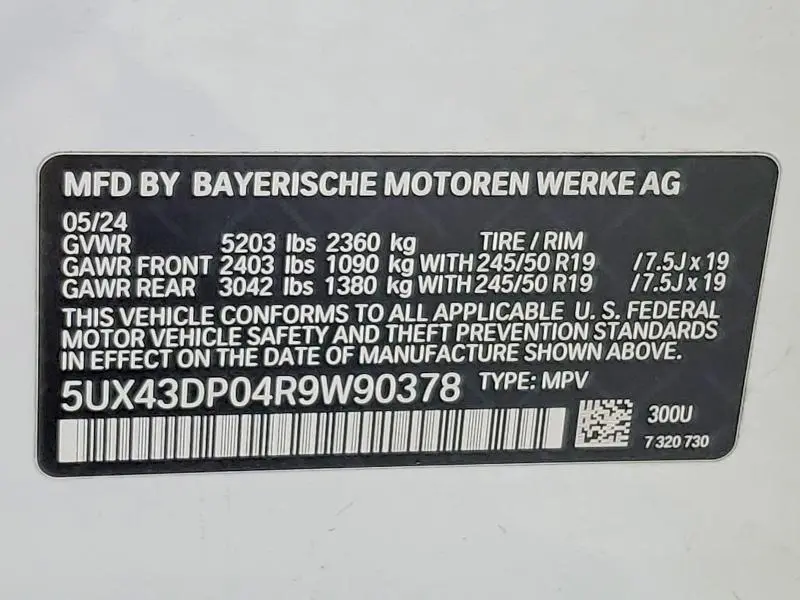 MFD BY BAYERISCHE MOTOREN WERKE AG
05/24
GVWR 5203 lbs 2360 kg TIRE / RIM
GAWR FRONT 2403 lbs 1090 kg WITH 245/50 R19 /7.5J x 19
GAWR REAR 3042 lbs 1380 kg WITH 245/50 R19 /7.5J x 19
THIS VEHICLE CONFORMS TO ALL APPLICABLE U. S. FEDERAL
MOTOR VEHICLE SAFETY AND THEFT PREVENTION STANDARDS
IN EFFECT ON THE DATE OF MANUFACTURE SHOWN ABOVE.
5UX43DP04R9W90378 TYPE: MPV
300U
7 320 730